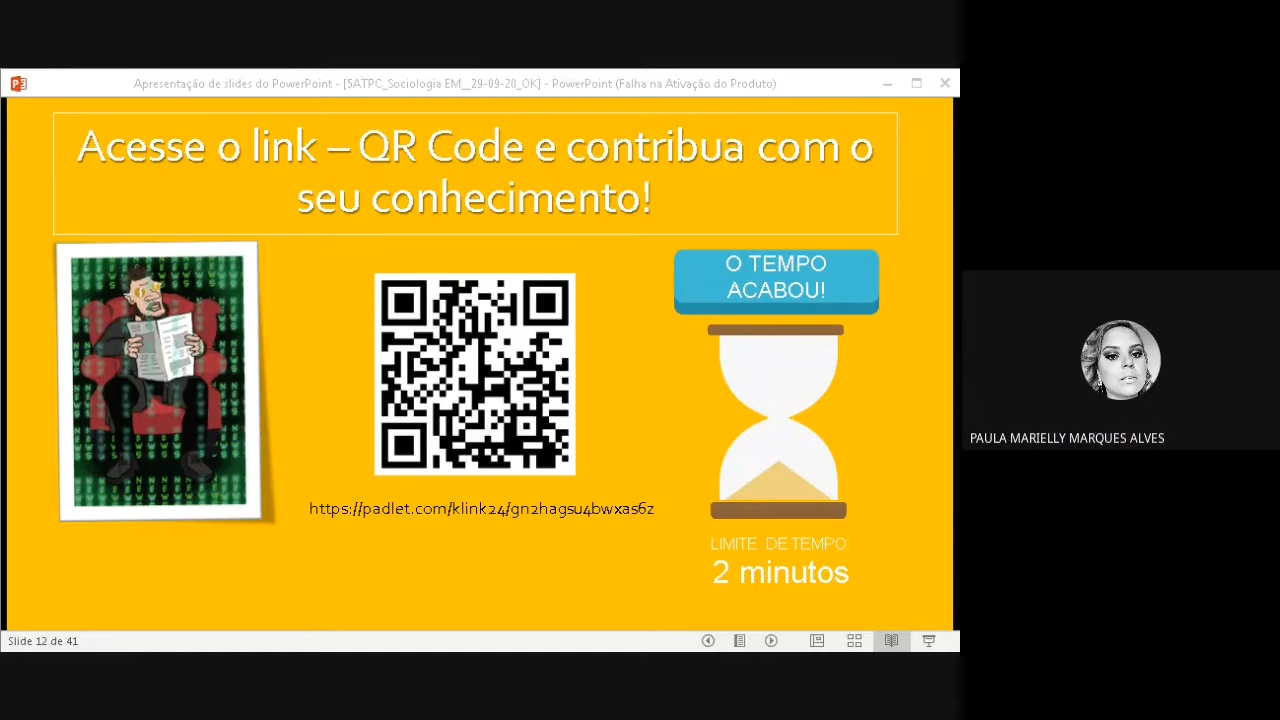 Apresentação de slides do PowerPoint - [5ATPC_Sociologia EM__29-09-20_OK] - PowerPoint (Falha na Ativação do Produto)
Acesse o link – QR Code e contribua com o
seu conhecimento!
O TEMPO
ACABOU!
https://padlet.com/klink24/gn2hagsu4bwxas6z
LIMITE DE TEMPO
2 minutos
PAULA MARIELLY MARQUES ALVES
Slide 12 de 41